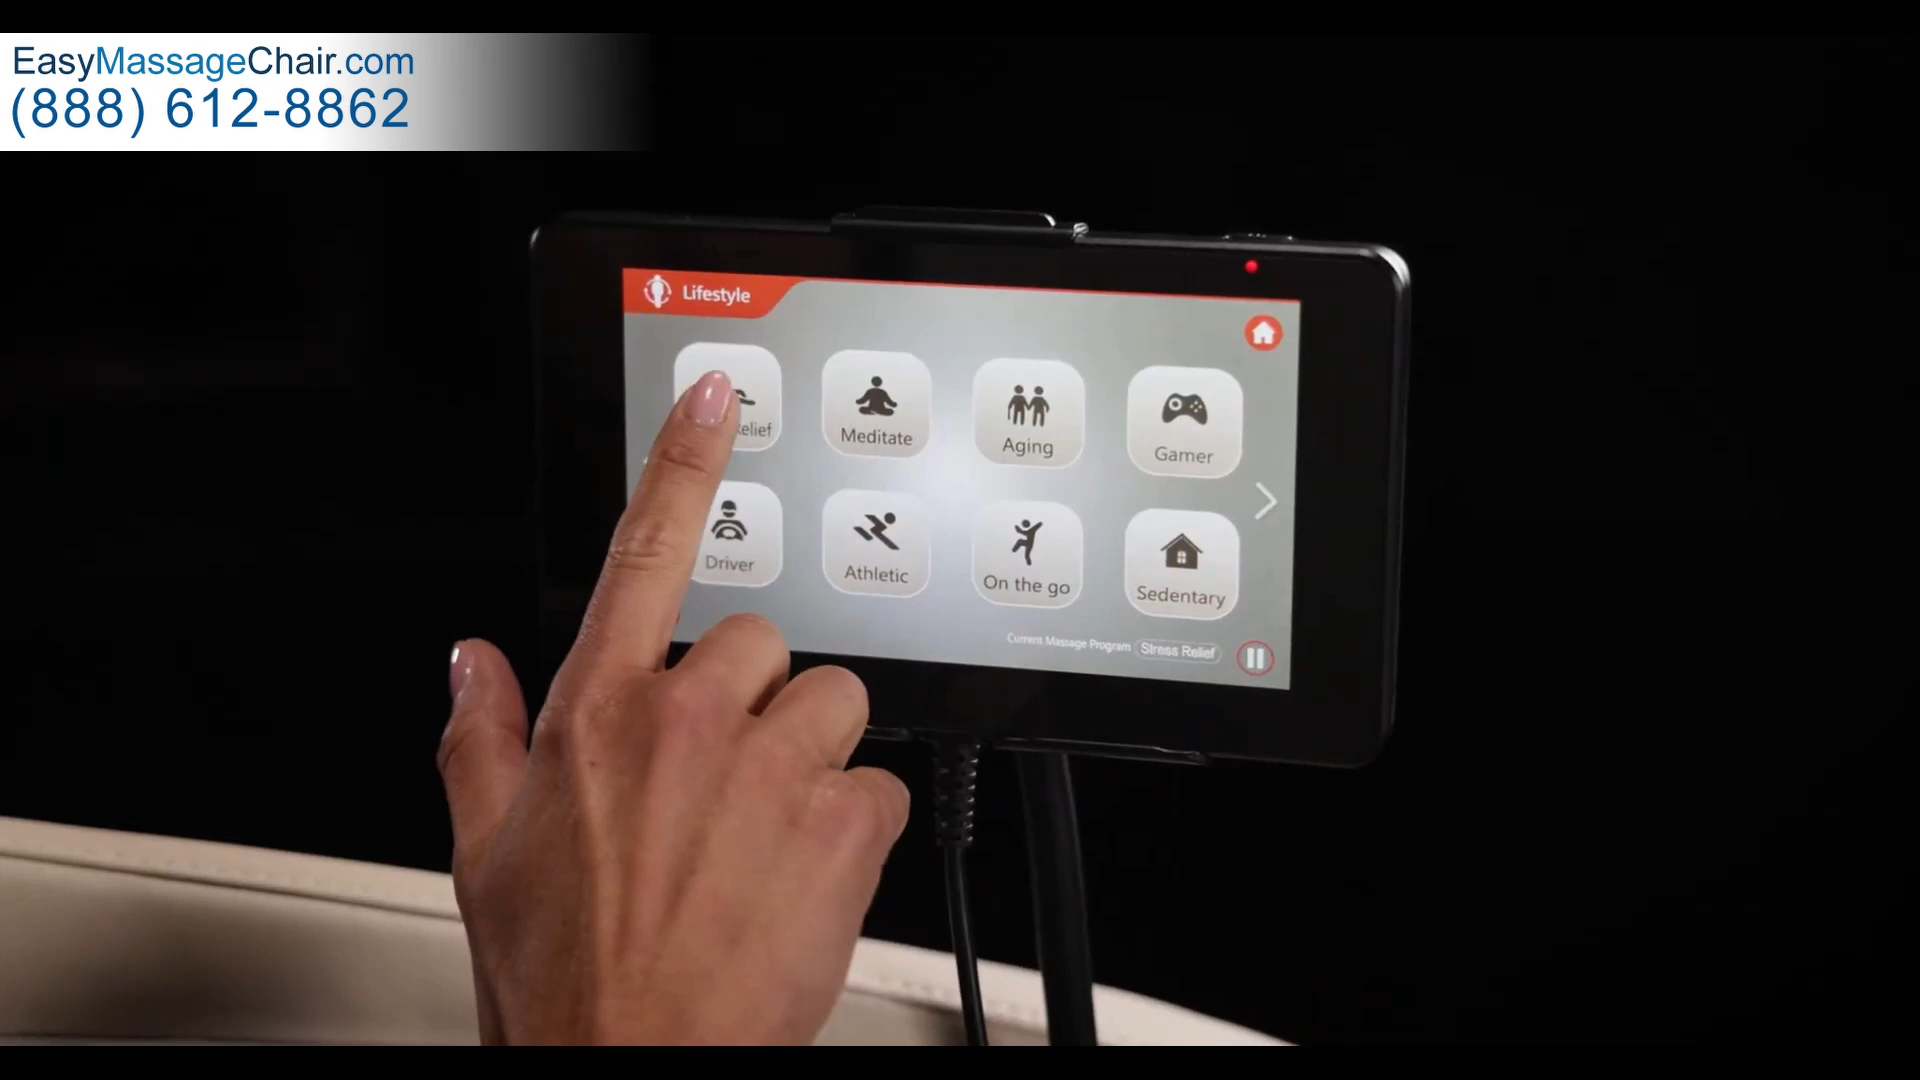 EasyMassageChair.com
(888) 612-8862
Lifestyle
Relief
Meditate
Aging
Gamer
Driver
Athletic
On the go
Sedentary
Current Massage Program Stress Relief